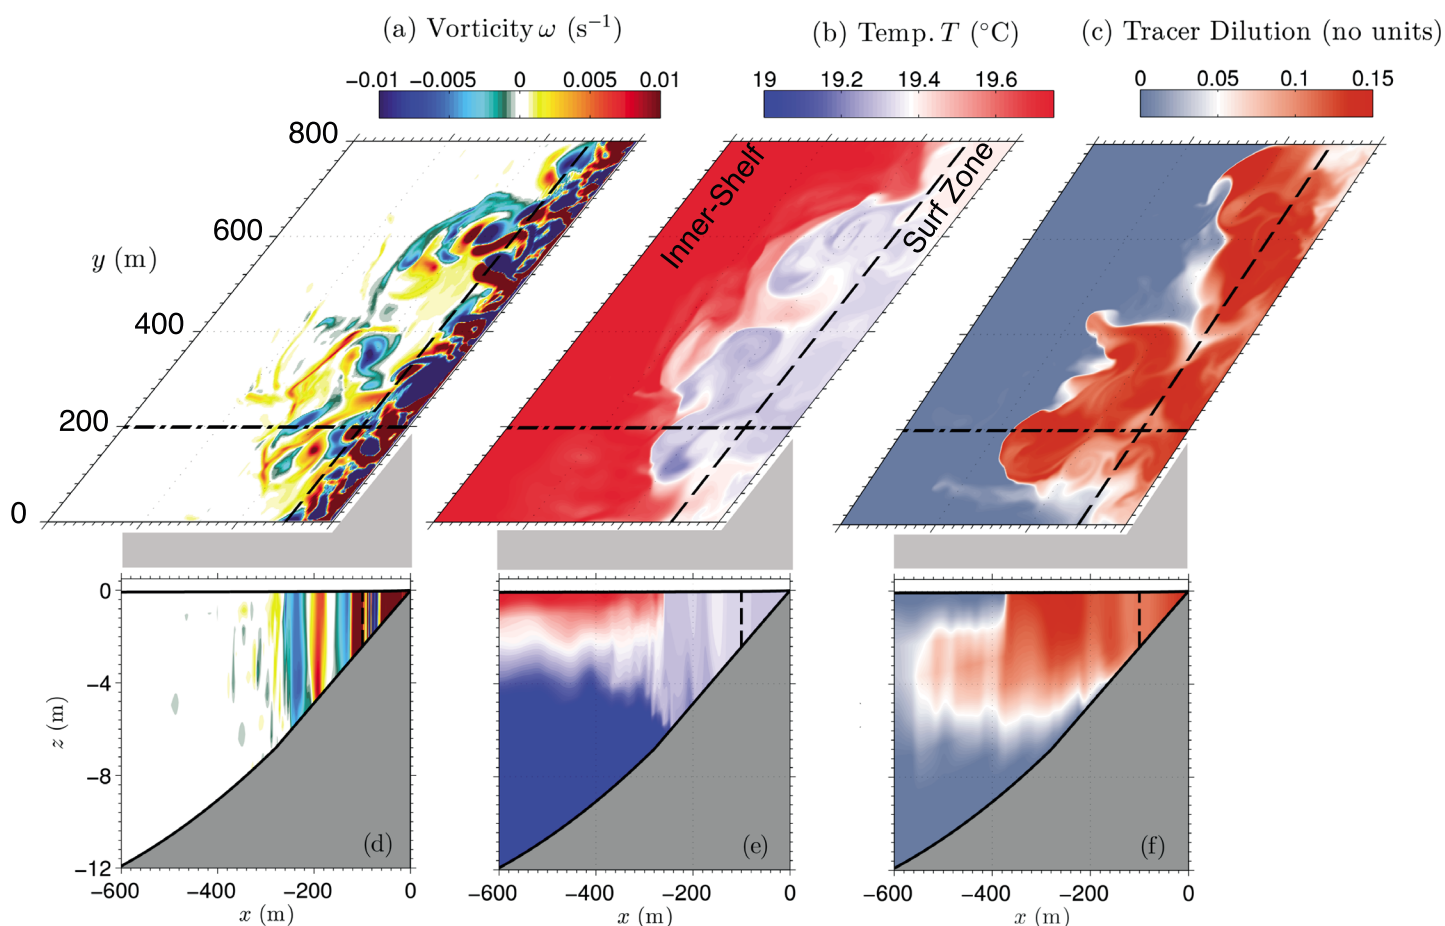 (a) Vorticity ω (s⁻¹)
(b) Temp. T (°C)
(c) Tracer Dilution (no units)
−0.01 −0.005 0 0.005 0.01
19 19.2 19.4 19.6
0 0.05 0.1 0.15
800
600
y (m)
400
200
0
Inner-Shelf
Surf Zone
0
−4
z (m)
−8
−12
(d)
(e)
(f)
−600 −400 −200 0
−600 −400 −200 0
−600 −400 −200 0
x (m)
x (m)
x (m)